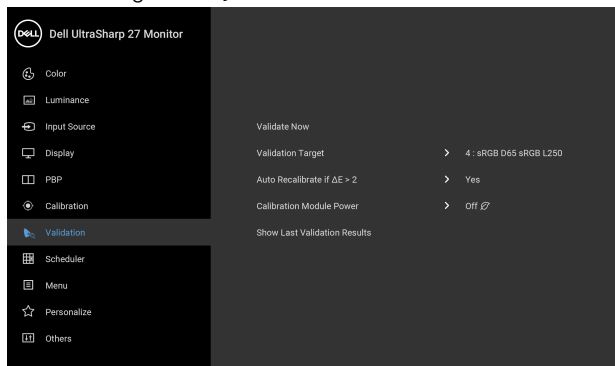 DELL Dell UltraSharp 27 Monitor
Color
Luminance
Input Source
Display
PBP
Calibration
Validation
Scheduler
Menu
Personalize
Others
Validate Now
Validation Target > 4 : sRGB D65 sRGB L250
Auto Recalibrate if ΔE > 2 > Yes
Calibration Module Power > Off
Show Last Validation Results